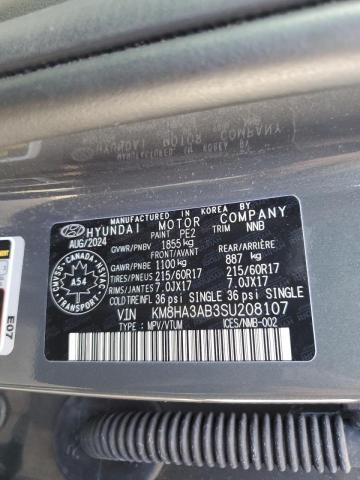 HYUNDAI MOTOR COMPANY
MANUFACTURED IN KOREA BY
HYUNDAI MOTOR COMPANY
AUG/2024 PAINT PE2 TRIM NNB
GVWR/PNBV 1855 kg
FRONT/AVANT REAR/ARRIÈRE
GAWR/PNBE 1100 kg 887 kg
TIRES/PNEUS 215/60R17 215/60R17
RIMS/JANTES 7.0JX17 7.0JX17
COLD TIRE INFL 36 psi SINGLE 36 psi SINGLE
VIN KM8HA3AB3SU208107
TYPE : MPV/VTUM ICES/NMB-002
CANADA
A54
E07